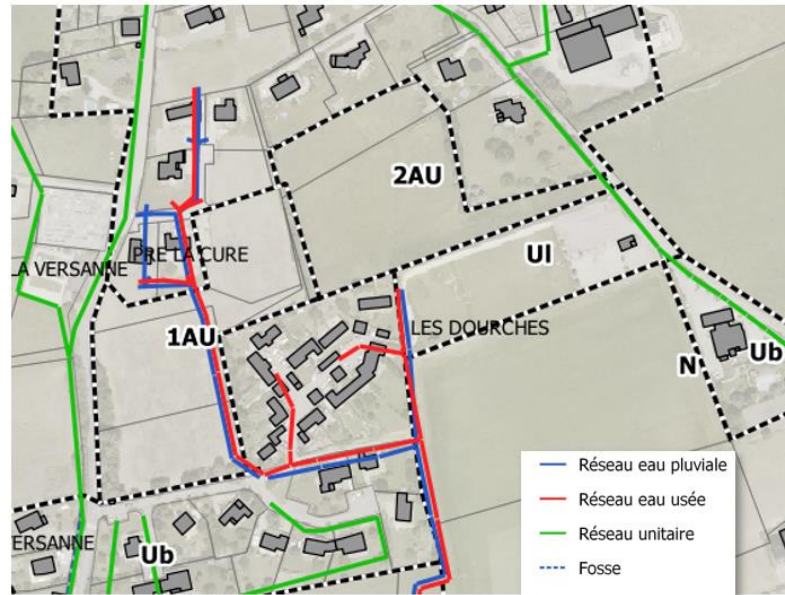 2AU
LA VERSANNE
PRE LA CURE
UI
1AU
LES DOURCHES
N
Ub
VERSANNE
Ub
Réseau eau pluviale
Réseau eau usée
Réseau unitaire
Fosse